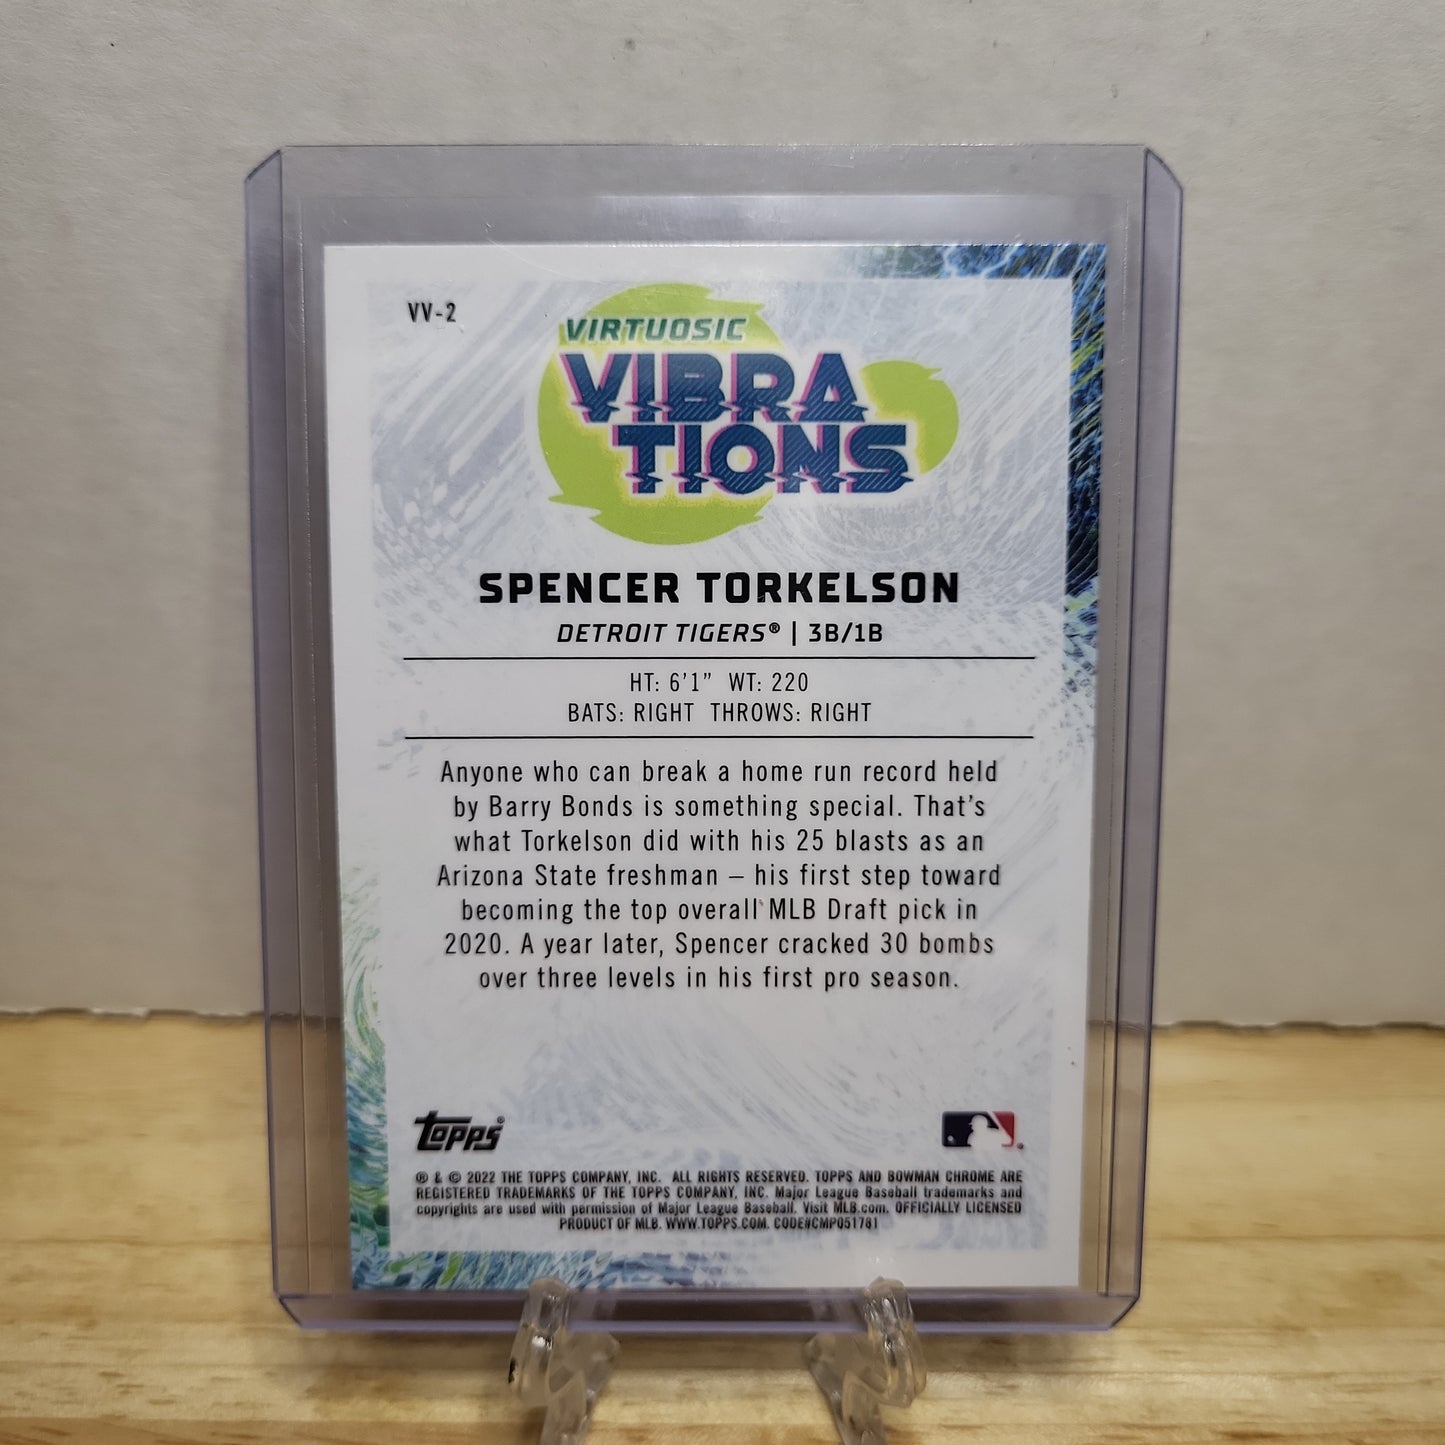 VV-2
VIRTUOSIC
VIBRA
TIONS
SPENCER TORKELSON
DETROIT TIGERS® | 3B/1B
HT: 6'1” WT: 220
BATS: RIGHT THROWS: RIGHT
Anyone who can break a home run record held
by Barry Bonds is something special. That's
what Torkelson did with his 25 blasts as an
Arizona State freshman – his first step toward
becoming the top overall MLB Draft pick in
2020. A year later, Spencer cracked 30 bombs
over three levels in his first pro season.
topps®
® & © 2022 THE TOPPS COMPANY, INC. ALL RIGHTS RESERVED. TOPPS AND BOWMAN CHROME ARE
REGISTERED TRADEMARKS OF THE TOPPS COMPANY, INC. Major League Baseball trademarks and
copyrights are used with permission of Major League Baseball. Visit MLB.com. OFFICIALLY LICENSED
PRODUCT OF MLB. WWW.TOPPS.COM. CODE#CMP051781